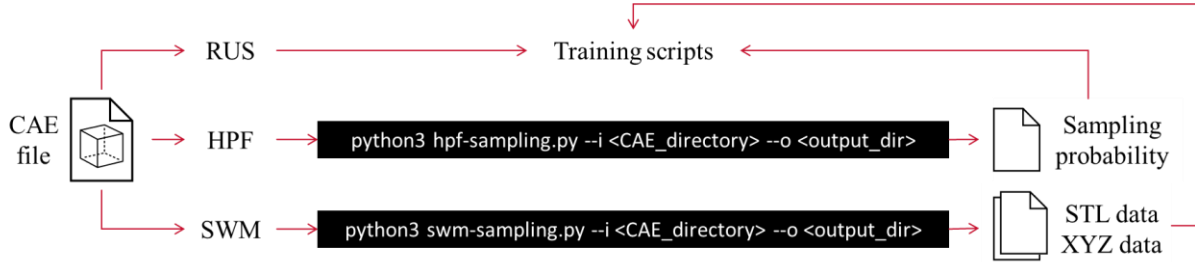 RUS
Training scripts
CAE
file
HPF
python3 hpf-sampling.py --i <CAE_directory> --o <output_dir>
Sampling
probability
SWM
python3 swm-sampling.py --i <CAE_directory> --o <output_dir>
STL data
XYZ data